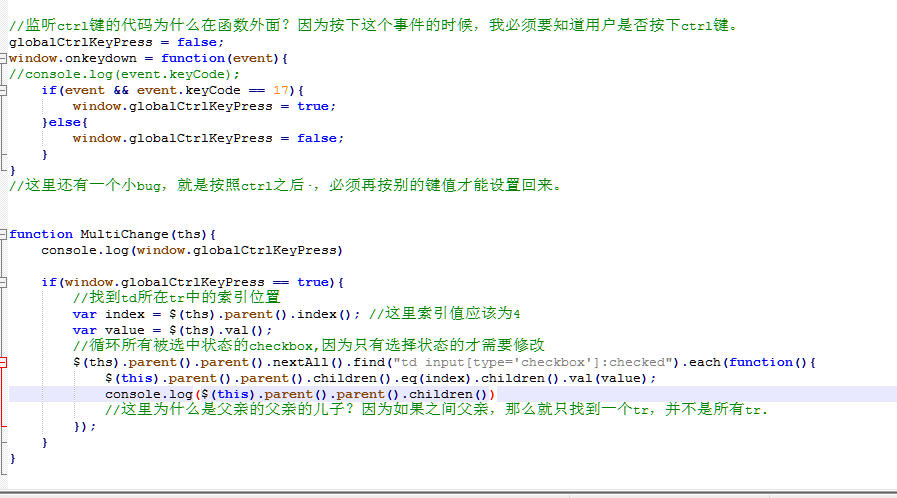 //监听ctrl键的代码为什么在函数外面？因为按下这个事件的时候，我必须要知道用户是否按下ctrl键。
globalCtrlKeyPress = false;
window.onkeydown = function(event){
//console.log(event.keyCode);
    if(event && event.keyCode == 17){
        window.globalCtrlKeyPress = true;
    }else{
        window.globalCtrlKeyPress = false;
    }
}
//这里还有一个小bug，就是按照ctrl之后·，必须再按别的键值才能设置回来。
function MultiChange(ths){
    console.log(window.globalCtrlKeyPress)
    if(window.globalCtrlKeyPress == true){
        //找到td所在tr中的索引位置
        var index = $(ths).parent().index(); //这里索引值应该为4
        var value = $(ths).val();
        //循环所有被选中状态的checkbox,因为只有选择状态的才需要修改
        $(ths).parent().parent().nextAll().find("td input[type='checkbox']:checked").each(function(){
            $(this).parent().parent().children().eq(index).children().val(value);
            console.log($(this).parent().parent().children())
            //这里为什么是父亲的父亲的儿子？因为如果之间父亲，那么就只找到一个tr，并不是所有tr.
        });
    }
}